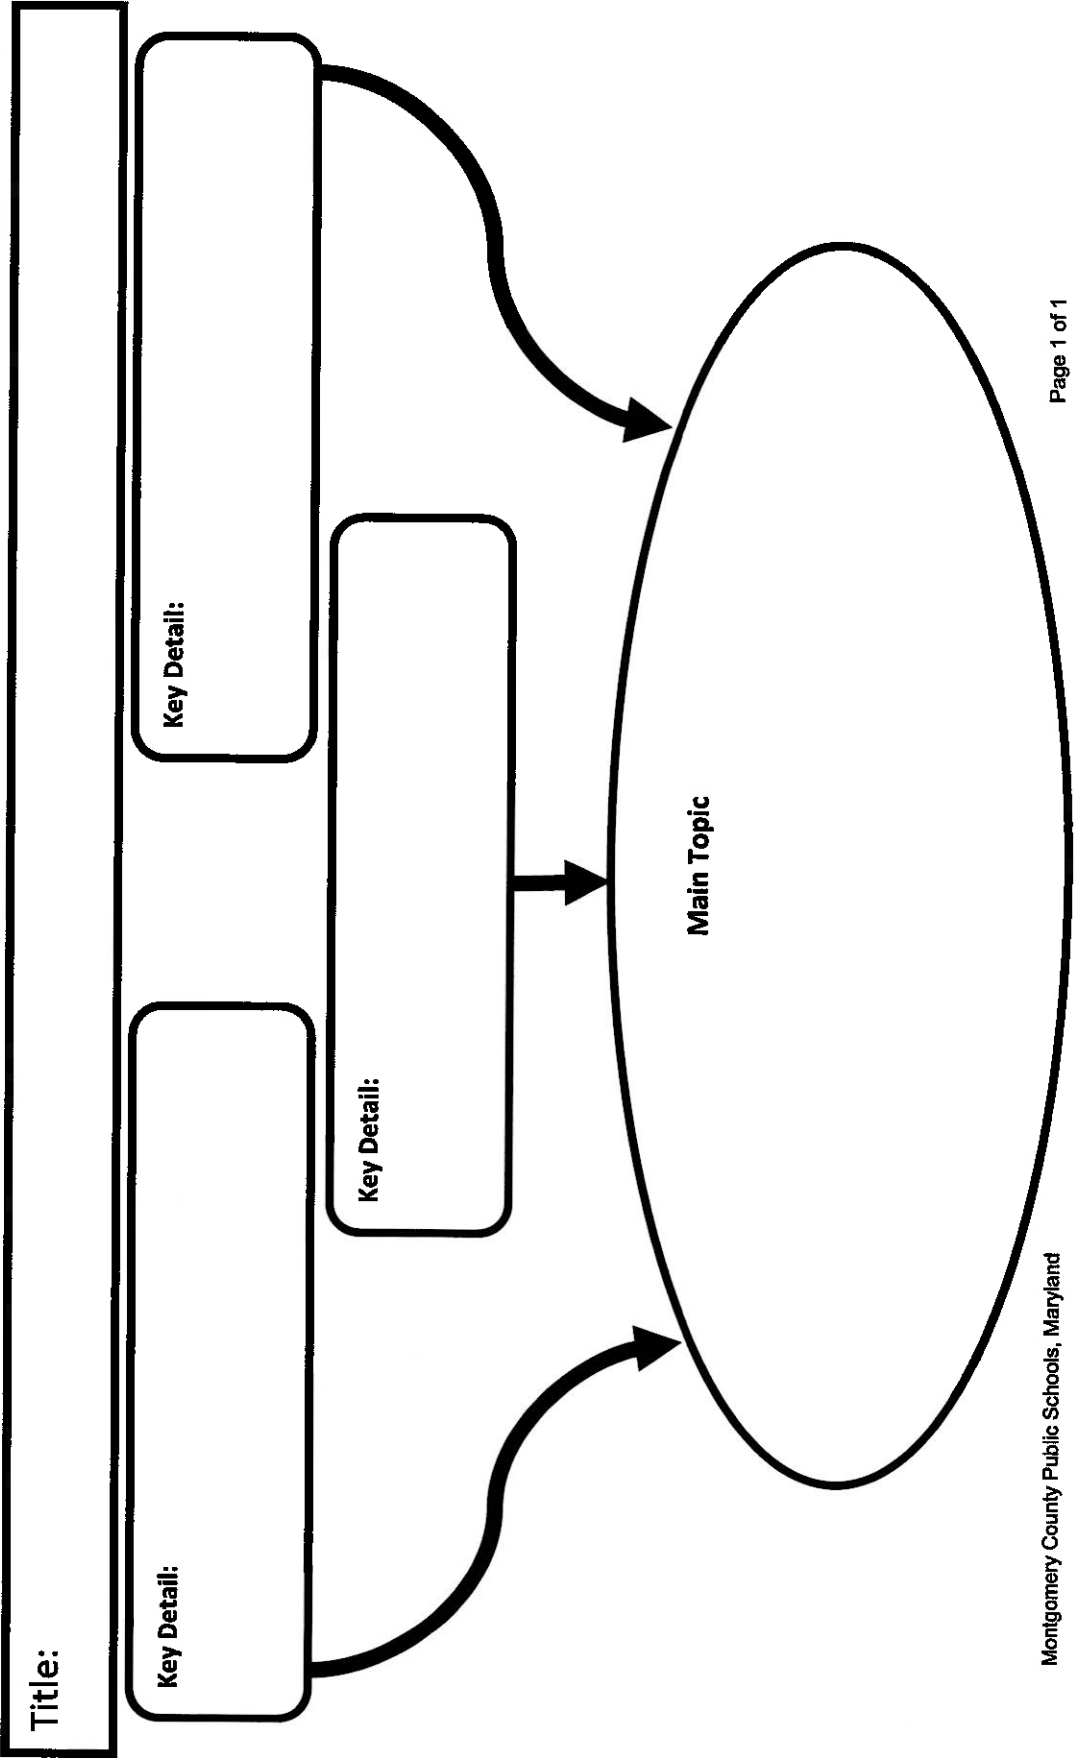 Title:
Key Detail:
Key Detail:
Key Detail:
Main Topic
Montgomery County Public Schools, Maryland
Page 1 of 1